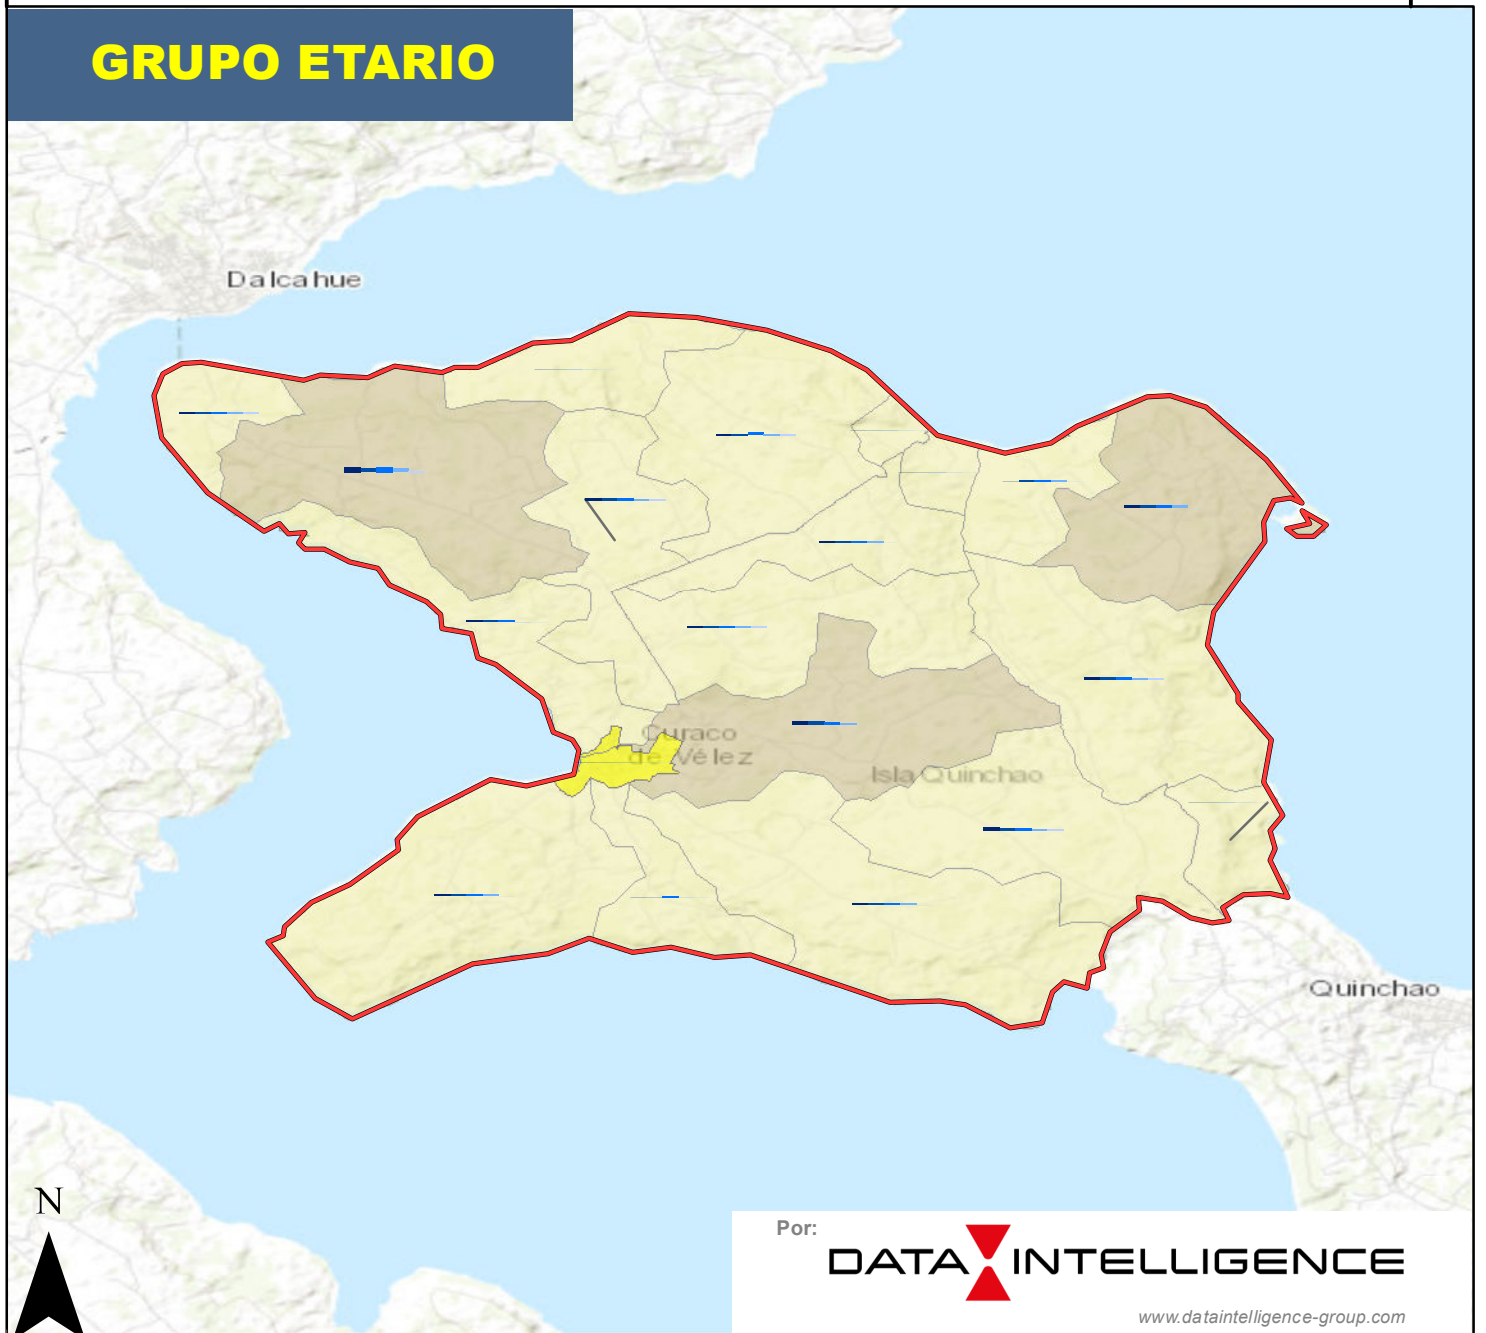 GRUPO ETARIO
Dalcahue
Curaco
de Vélez
Isla Quinchao
Quinchao
N
Por:
DATA INTELLIGENCE
www.dataintelligence-group.com